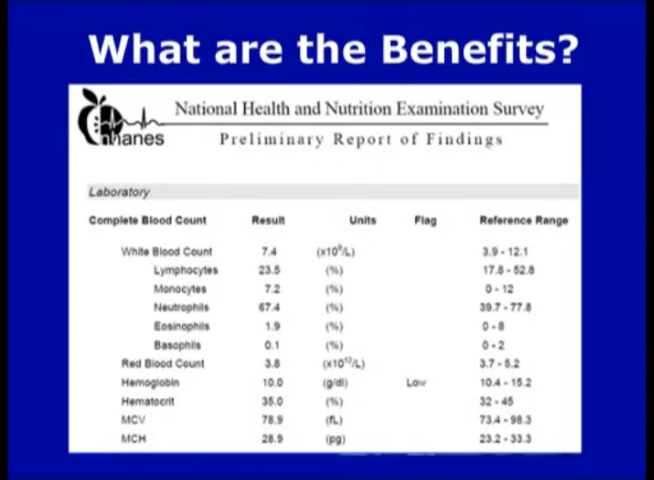 What are the Benefits?
nhanes
National Health and Nutrition Examination Survey
Preliminary Report of Findings
Laboratory
Complete Blood Count Result Units Flag Reference Range
White Blood Count 7.4 (x10⁹/L) 3.9 - 12.1
Lymphocytes 23.5 (%) 17.8 - 52.8
Monocytes 7.2 (%) 0 - 12
Neutrophils 67.4 (%) 39.7 - 77.8
Eosinophils 1.9 (%) 0 - 8
Basophils 0.1 (%) 0 - 2
Red Blood Count 3.8 (x10¹²/L) 3.7 - 5.2
Hemoglobin 10.0 (g/dl) Low 10.4 - 15.2
Hematocrit 35.0 (%) 32 - 45
MCV 78.9 (fL) 73.4 - 98.3
MCH 28.9 (pg) 23.2 - 33.3